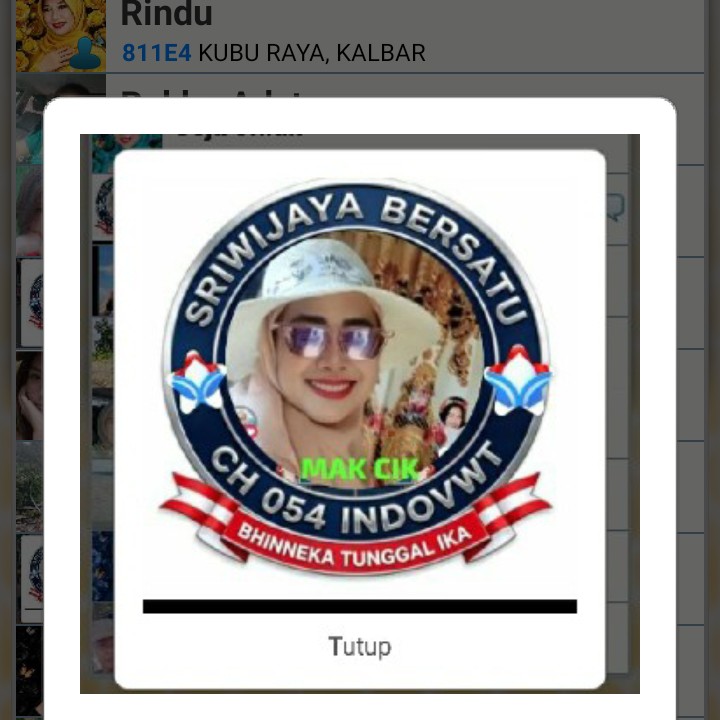 Rindu
811E4 KUBU RAYA, KALBAR
SRIWIJAYA BERSATU
MAK CIK
CH 054 INDOVWT
BHINNEKA TUNGGAL IKA
Tutup